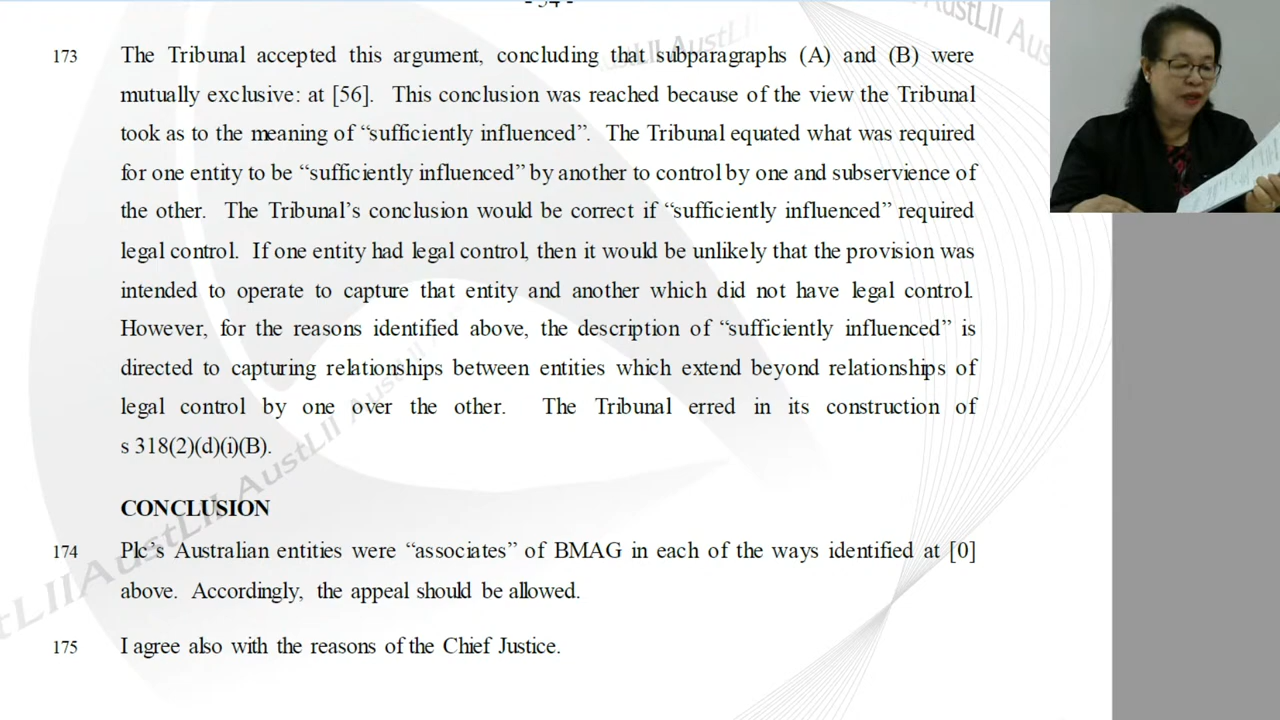 - 54 -
173 The Tribunal accepted this argument, concluding that subparagraphs (A) and (B) were
mutually exclusive: at [56]. This conclusion was reached because of the view the Tribunal
took as to the meaning of “sufficiently influenced”. The Tribunal equated what was required
for one entity to be “sufficiently influenced” by another to control by one and subservience of
the other. The Tribunal’s conclusion would be correct if “sufficiently influenced” required
legal control. If one entity had legal control, then it would be unlikely that the provision was
intended to operate to capture that entity and another which did not have legal control.
However, for the reasons identified above, the description of “sufficiently influenced” is
directed to capturing relationships between entities which extend beyond relationships of
legal control by one over the other. The Tribunal erred in its construction of
s 318(2)(d)(i)(B).
CONCLUSION
174 Plc’s Australian entities were “associates” of BMAG in each of the ways identified at [0]
above. Accordingly, the appeal should be allowed.
175 I agree also with the reasons of the Chief Justice.
AustLII AustLII AustLII AustLII